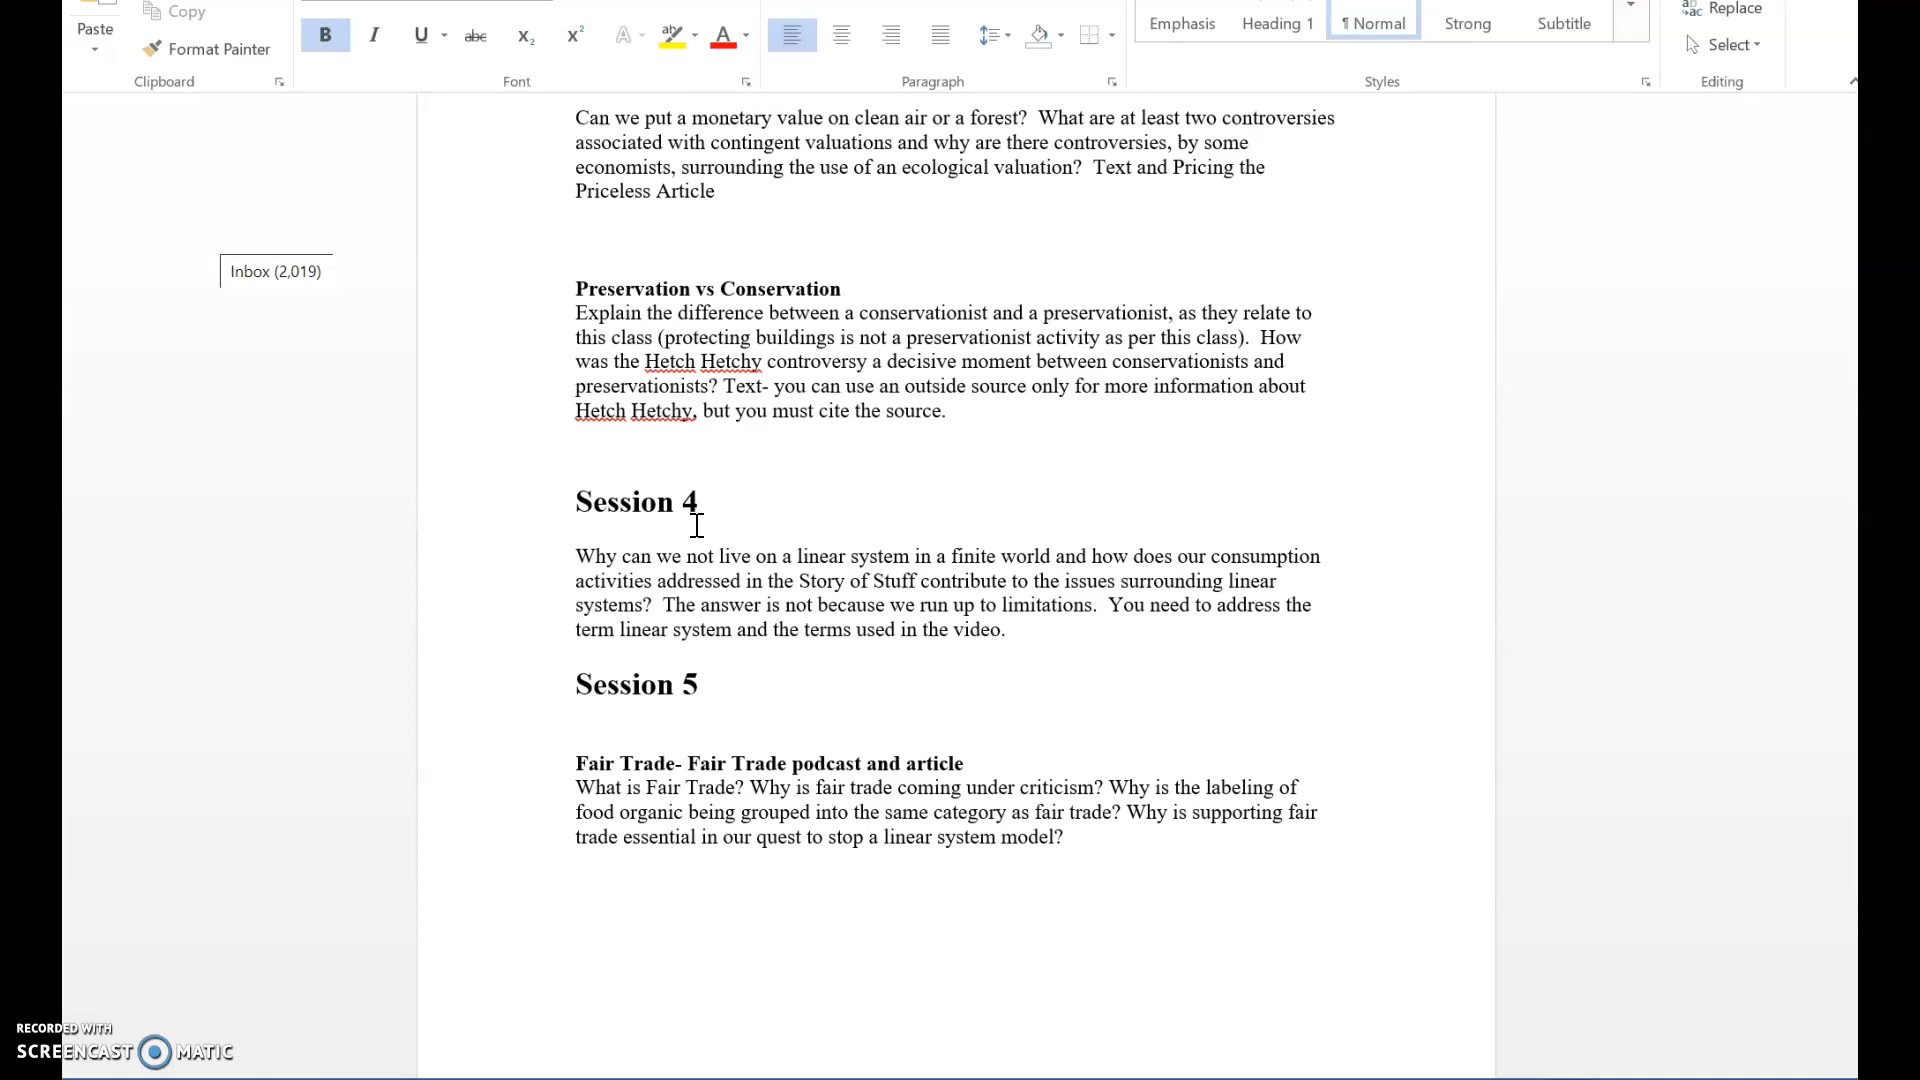 Paste
Copy
Format Painter
Clipboard
B I U abc x2 x2 A aby A
Font
Paragraph
Emphasis Heading 1 ¶ Normal Strong Subtitle
Styles
Replace
Select
Editing
Can we put a monetary value on clean air or a forest?  What are at least two controversies
associated with contingent valuations and why are there controversies, by some
economists, surrounding the use of an ecological valuation?  Text and Pricing the
Priceless Article
Inbox (2,019)
Preservation vs Conservation
Explain the difference between a conservationist and a preservationist, as they relate to
this class (protecting buildings is not a preservationist activity as per this class).  How
was the Hetch Hetchy controversy a decisive moment between conservationists and
preservationists? Text- you can use an outside source only for more information about
Hetch Hetchy, but you must cite the source.
Session 4
Why can we not live on a linear system in a finite world and how does our consumption
activities addressed in the Story of Stuff contribute to the issues surrounding linear
systems?  The answer is not because we run up to limitations.  You need to address the
term linear system and the terms used in the video.
Session 5
Fair Trade- Fair Trade podcast and article
What is Fair Trade? Why is fair trade coming under criticism? Why is the labeling of
food organic being grouped into the same category as fair trade? Why is supporting fair
trade essential in our quest to stop a linear system model?
RECORDED WITH
SCREENCAST MATIC